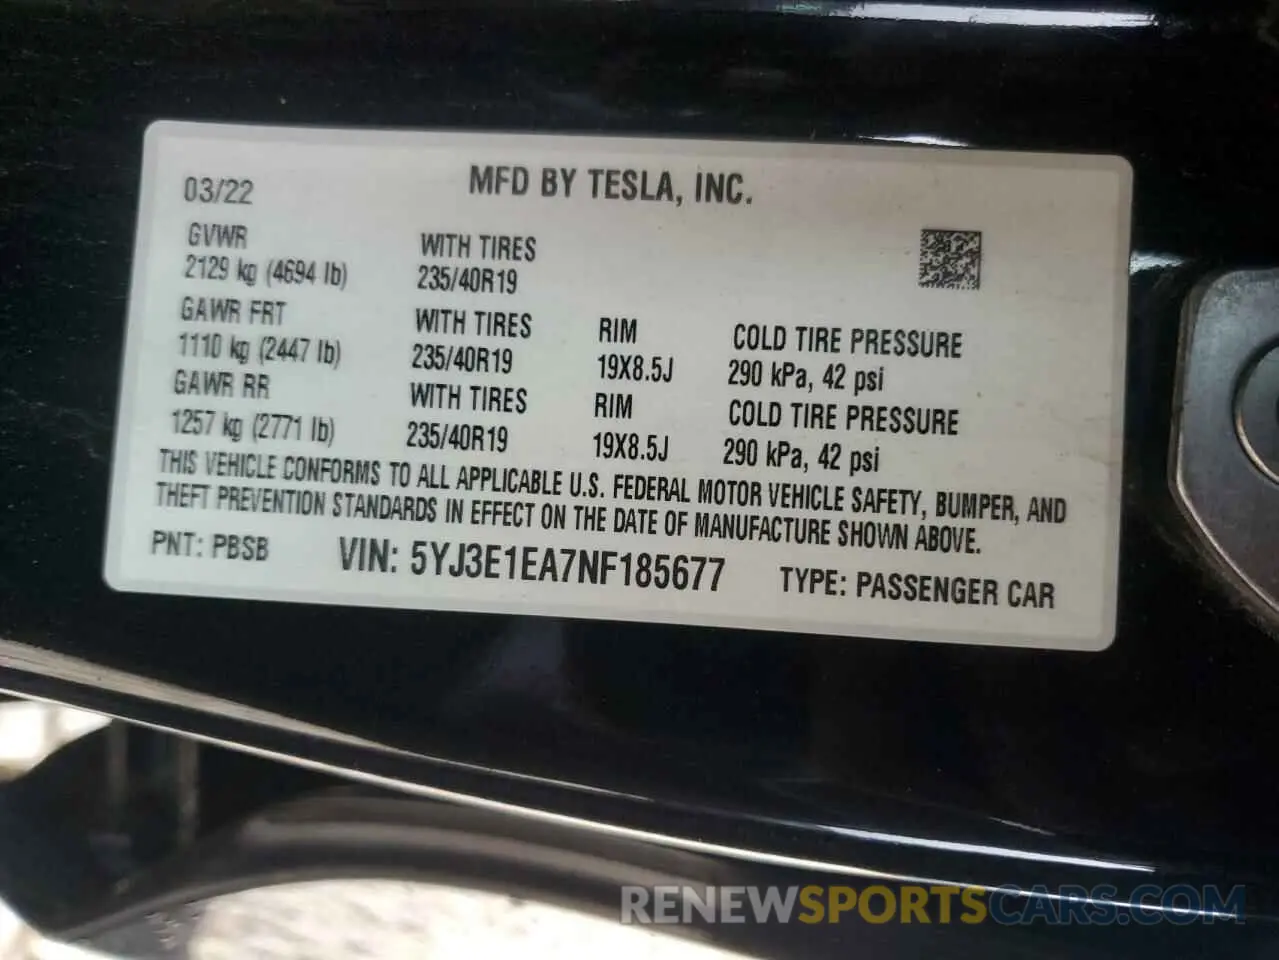 03/22 MFD BY TESLA, INC.
GVWR WITH TIRES
2129 kg (4694 lb) 235/40R19
GAWR FRT WITH TIRES RIM COLD TIRE PRESSURE
1110 kg (2447 lb) 235/40R19 19X8.5J 290 kPa, 42 psi
GAWR RR WITH TIRES RIM COLD TIRE PRESSURE
1257 kg (2771 lb) 235/40R19 19X8.5J 290 kPa, 42 psi
THIS VEHICLE CONFORMS TO ALL APPLICABLE U.S. FEDERAL MOTOR VEHICLE SAFETY, BUMPER, AND
THEFT PREVENTION STANDARDS IN EFFECT ON THE DATE OF MANUFACTURE SHOWN ABOVE.
PNT: PBSB VIN: 5YJ3E1EA7NF185677 TYPE: PASSENGER CAR
RENEWSPORTSCARS.COM